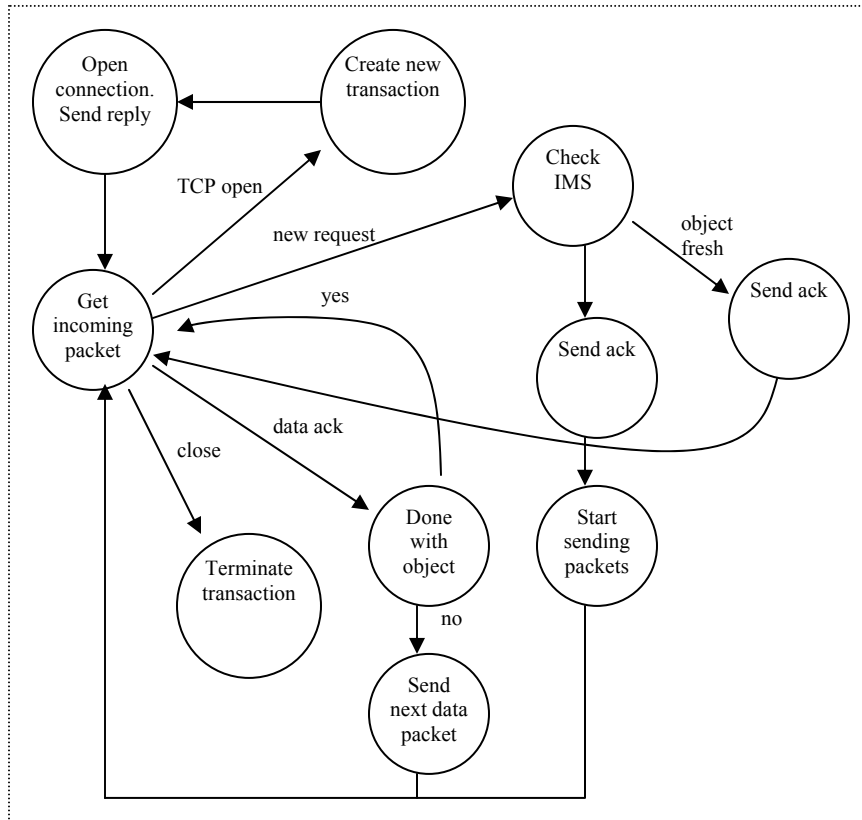 Open
connection.
Send reply
Create new
transaction
Check
IMS
TCP open
new request
object
fresh
Get
incoming
packet
yes
Send ack
Send ack
data ack
close
Done
with
object
Start
sending
packets
Terminate
transaction
no
Send
next data
packet